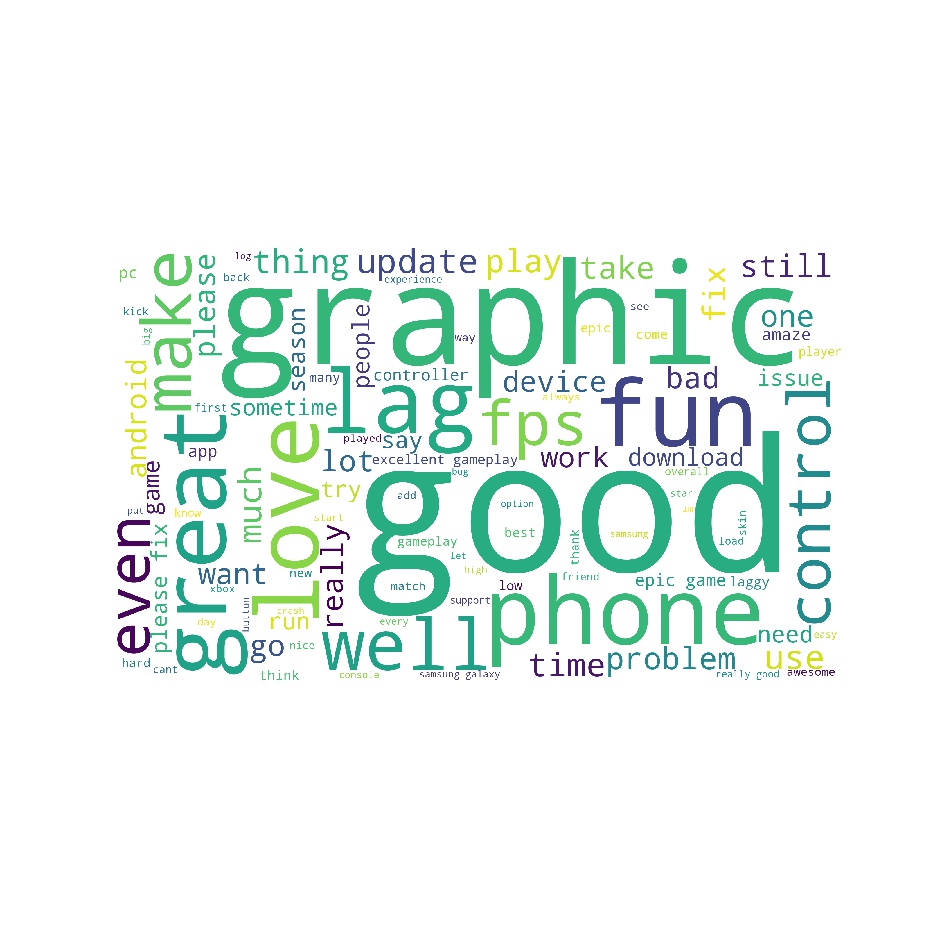 log
thing
update
play
take
still
pc
make
please
back
experience
graphic
fix
kick
big
season
people
way
epic
see
come
one
amaze
player
android
many
controller
device
bad
issue
first
sometime
lag
always
fun
fps
control
great
love
played
say
app
lot
excellent gameplay
work
download
game
much
try
bug
good
overall
put
know
add
star
start
option
samsung
skin
even
please fix
really
gameplay
best
load
thank
let
want
new
high
friend
epic game
laggy
xbox
match
low
phone
button
crash
support
day
run
every
well
need
easy
go
nice
hard
cant
think
console
samsung galaxy
time
problem
use
really good
awesome